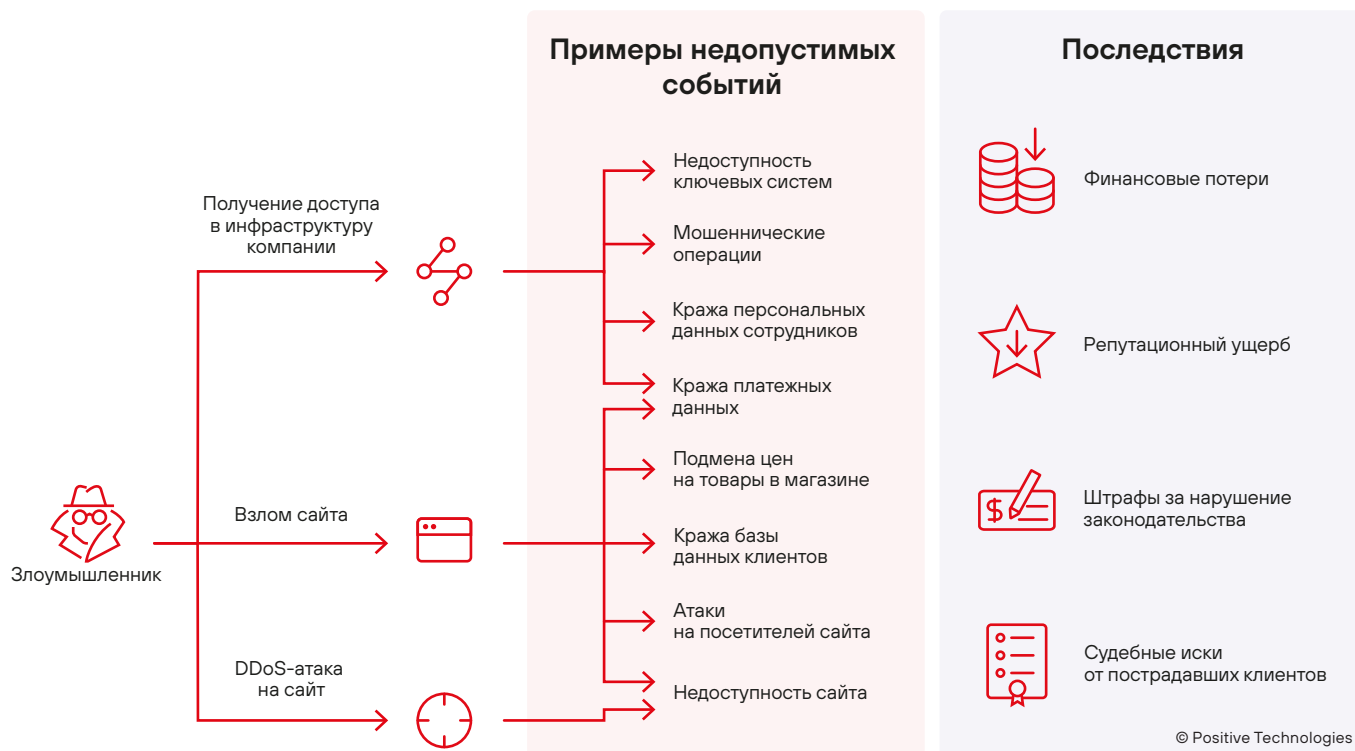 Примеры недопустимых
событий
Последствия
Недоступность
ключевых систем
Финансовые потери
Получение доступа
в инфраструктуру
компании
Мошеннические
операции
Кража персональных
данных сотрудников
Репутационный ущерб
Кража платежных
данных
Подмена цен
на товары в магазине
Взлом сайта
Штрафы за нарушение
законодательства
$
Кража базы
данных клиентов
Злоумышленник
Атаки
на посетителей сайта
Судебные иски
от пострадавших клиентов
DDoS-атака
на сайт
Недоступность сайта
© Positive Technologies